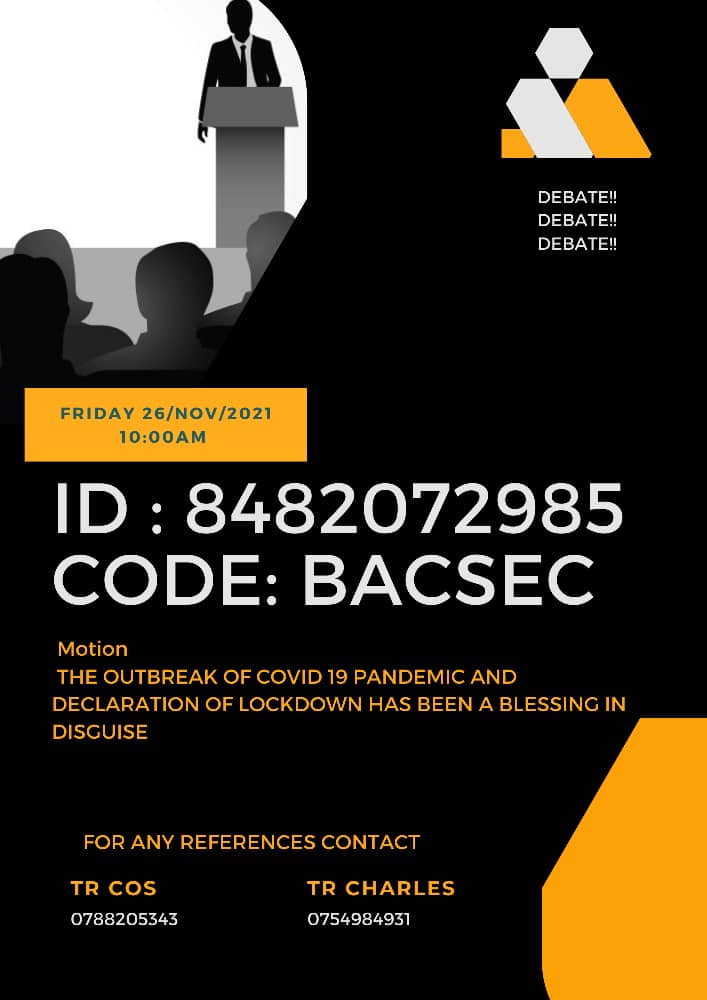 DEBATE!!
DEBATE!!
DEBATE!!
FRIDAY 26/NOV/2021
10:00AM
ID : 8482072985
CODE: BACSEC
Motion
THE OUTBREAK OF COVID 19 PANDEMIC AND
DECLARATION OF LOCKDOWN HAS BEEN A BLESSING IN
DISGUISE
FOR ANY REFERENCES CONTACT
TR COS
0788205343
TR CHARLES
0754984931